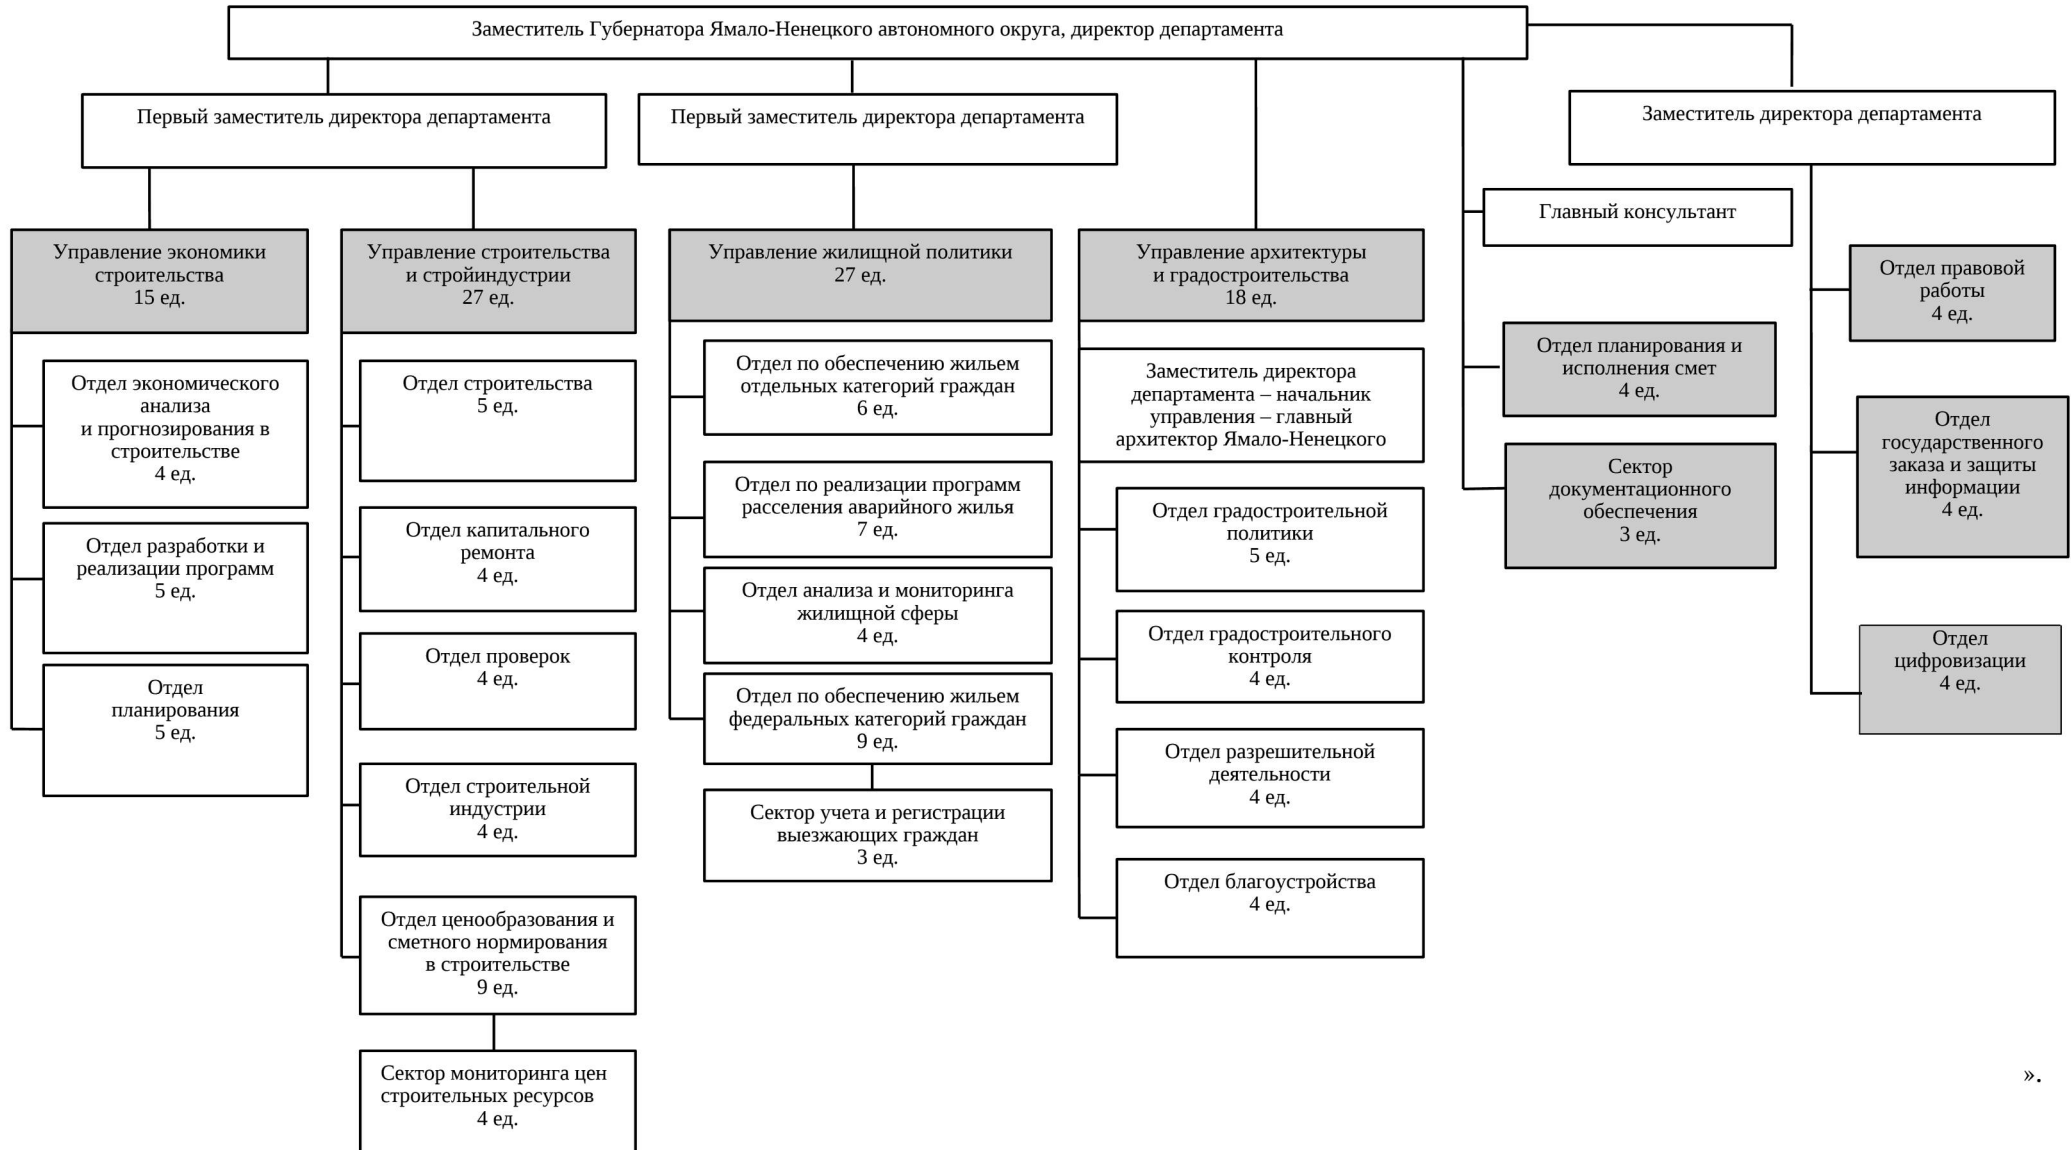 Заместитель Губернатора Ямало-Ненецкого автономного округа, директор департамента
Первый заместитель директора департамента
Первый заместитель директора департамента
Заместитель директора департамента
Главный консультант
Управление экономики
строительства
15 ед.
Отдел экономического
анализа
и прогнозирования в
строительстве
4 ед.
Отдел разработки и
реализации программ
5 ед.
Отдел
планирования
5 ед.
Управление строительства
и стройиндустрии
27 ед.
Отдел строительства
5 ед.
Отдел капитального
ремонта
4 ед.
Отдел проверок
4 ед.
Отдел строительной
индустрии
4 ед.
Отдел ценообразования и
сметного нормирования
в строительстве
9 ед.
Сектор мониторинга цен
строительных ресурсов
4 ед.
Управление жилищной политики
27 ед.
Отдел по обеспечению жильем
отдельных категорий граждан
6 ед.
Отдел по реализации программ
расселения аварийного жилья
7 ед.
Отдел анализа и мониторинга
жилищной сферы
4 ед.
Отдел по обеспечению жильем
федеральных категорий граждан
9 ед.
Сектор учета и регистрации
выезжающих граждан
3 ед.
Управление архитектуры
и градостроительства
18 ед.
Заместитель директора
департамента – начальник
управления – главный
архитектор Ямало-Ненецкого
Отдел градостроительной
политики
5 ед.
Отдел градостроительного
контроля
4 ед.
Отдел разрешительной
деятельности
4 ед.
Отдел благоустройства
4 ед.
Отдел планирования и
исполнения смет
4 ед.
Сектор
документационного
обеспечения
3 ед.
Отдел правовой
работы
4 ед.
Отдел
государственного
заказа и защиты
информации
4 ед.
Отдел
цифровизации
4 ед.
».